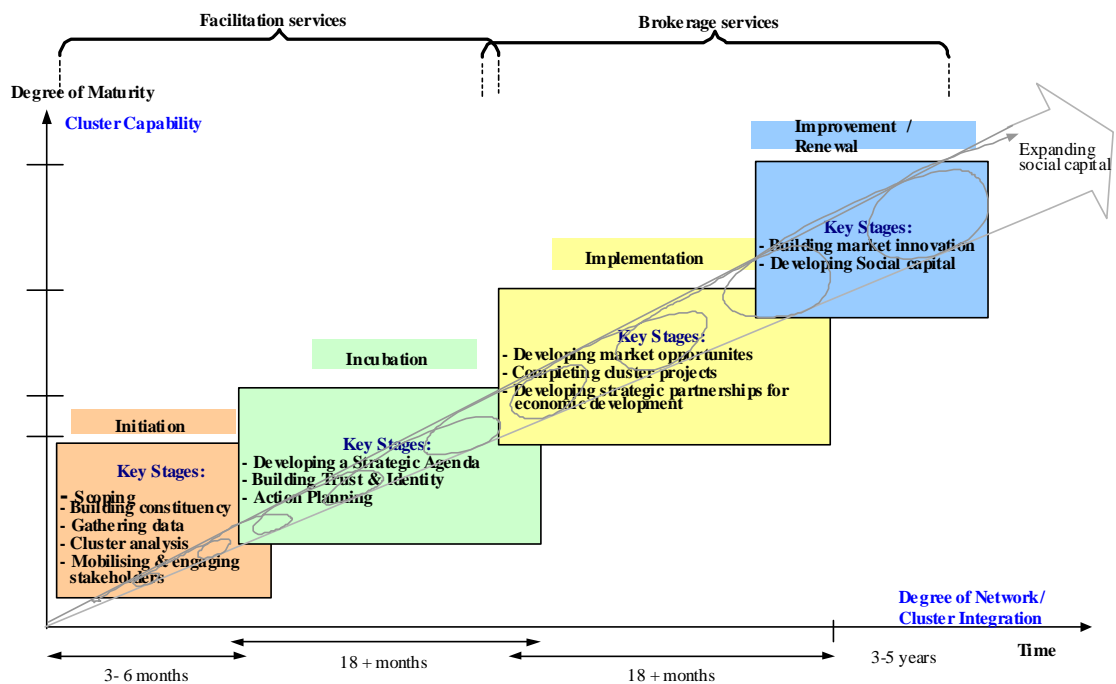 Facilitation services
Brokerage services
Degree of Maturity
Cluster Capability
Improvement /
Renewal
Expanding
social capital
Key Stages:
- Building market innovation
- Developing Social capital
Implementation
Key Stages:
- Developing market opportunites
- Completing cluster projects
- Developing strategic partnerships for
economic development
Incubation
Key Stages:
- Developing a Strategic Agenda
- Building Trust & Identity
- Action Planning
Initiation
Key Stages:
- Scoping
- Building constituency
- Gathering data
- Cluster analysis
- Mobilising & engaging
stakeholders
Degree of Network/
Cluster Integration
Time
3- 6 months
18 + months
18 + months
3-5 years